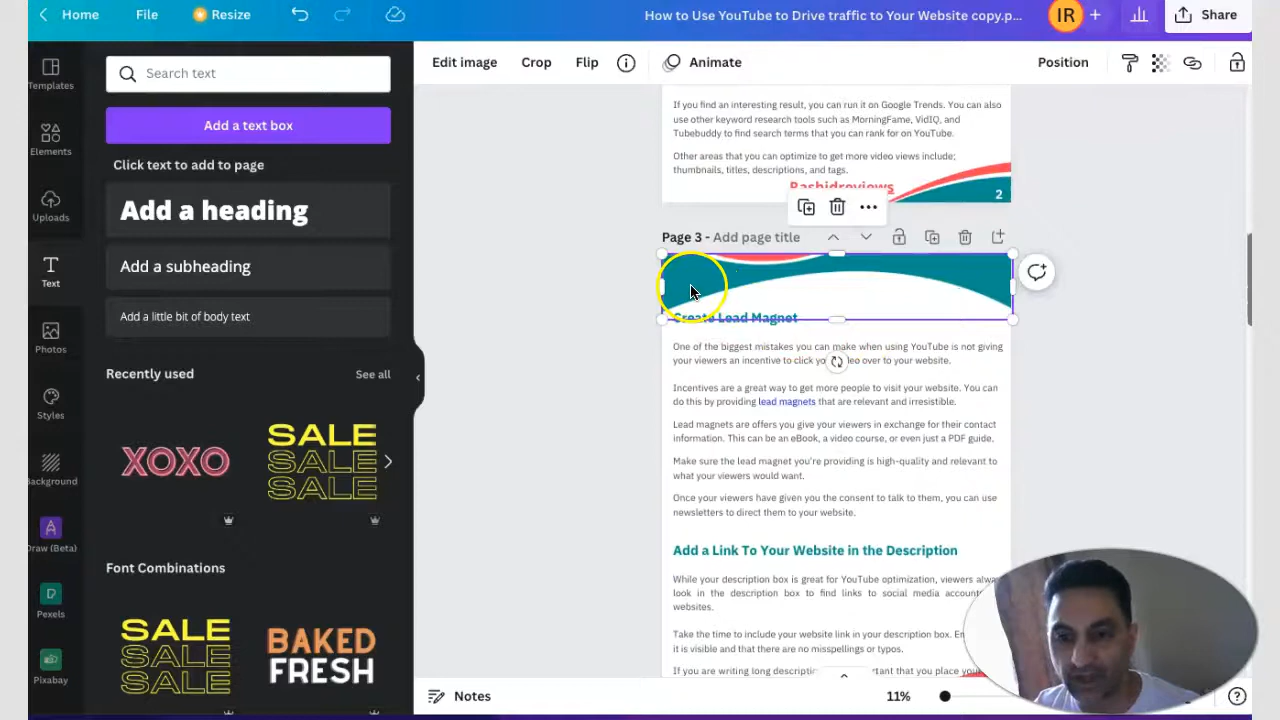 Home
File
Resize
How to Use YouTube to Drive traffic to Your Website copy.p...
IR
Share
Templates
Elements
Uploads
Text
Photos
Styles
Background
Draw (Beta)
Pexels
Pixabay
Search text
Add a text box
Click text to add to page
Add a heading
Add a subheading
Add a little bit of body text
Recently used
See all
XOXO
SALE
SALE
SALE
Font Combinations
SALE
SALE
SALE
BAKED
FRESH
Edit image
Crop
Flip
Animate
Position
If you find an interesting result, you can run it on Google Trends. You can also
use other keyword research tools such as MorningFame, VidIQ, and
Tubebuddy to find search terms that you can rank for on YouTube.
Other areas that you can optimize to get more video views include;
thumbnails, titles, descriptions, and tags.
Rashidreviews
2
Page 3 - Add page title
Create Lead Magnet
One of the biggest mistakes you can make when using YouTube is not giving
your viewers an incentive to click over to your website.
Incentives are a great way to get more people to visit your website. You can
do this by providing lead magnets that are relevant and irresistible.
Lead magnets are offers you give your viewers in exchange for their contact
information. This can be an eBook, a video course, or even just a PDF guide.
Make sure the lead magnet you're providing is high-quality and relevant to
what your viewers would want.
Once your viewers have given you the consent to talk to them, you can use
newsletters to direct them to your website.
Add a Link To Your Website in the Description
While your description box is great for YouTube optimization, viewers
look in the description box to find links to social media
websites.
Take the time to include your website link in your description box.
it is visible and that there are no misspellings or typos.
If you are writing long that you place
Notes
11%